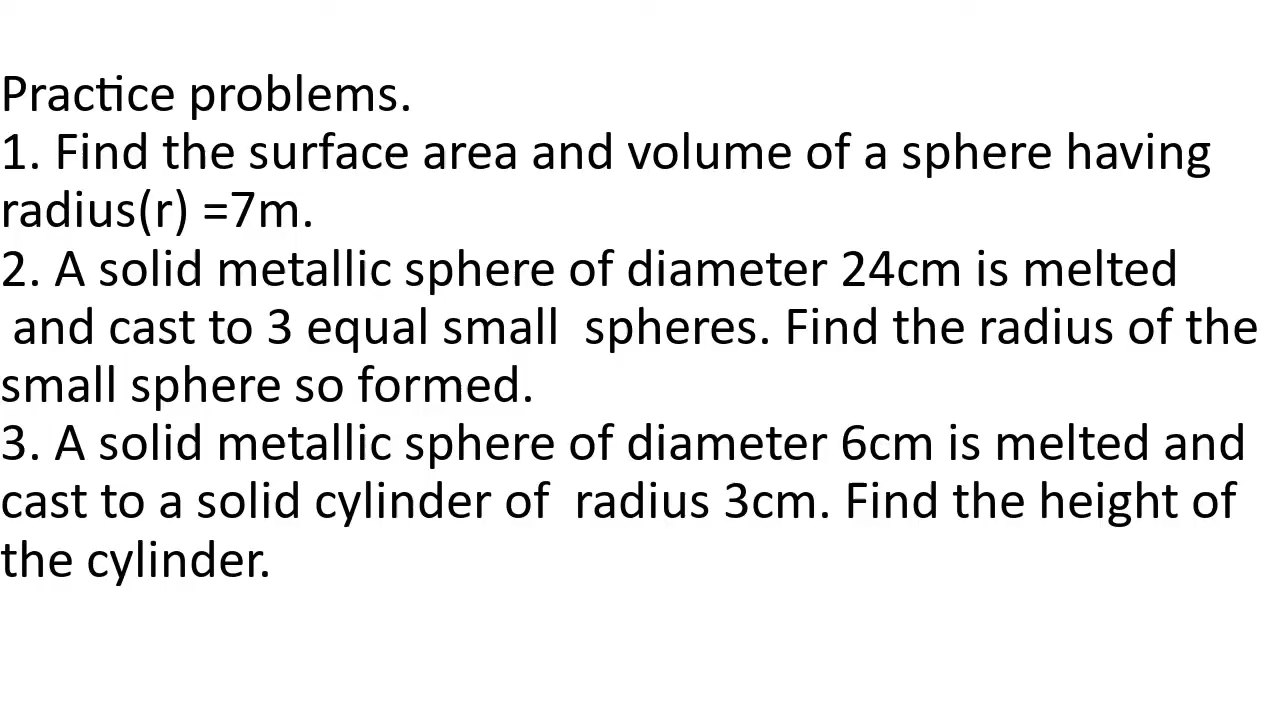 Practice problems.
1. Find the surface area and volume of a sphere having
radius(r) =7m.
2. A solid metallic sphere of diameter 24cm is melted
and cast to 3 equal small  spheres. Find the radius of the
small sphere so formed.
3. A solid metallic sphere of diameter 6cm is melted and
cast to a solid cylinder of  radius 3cm. Find the height of
the cylinder.